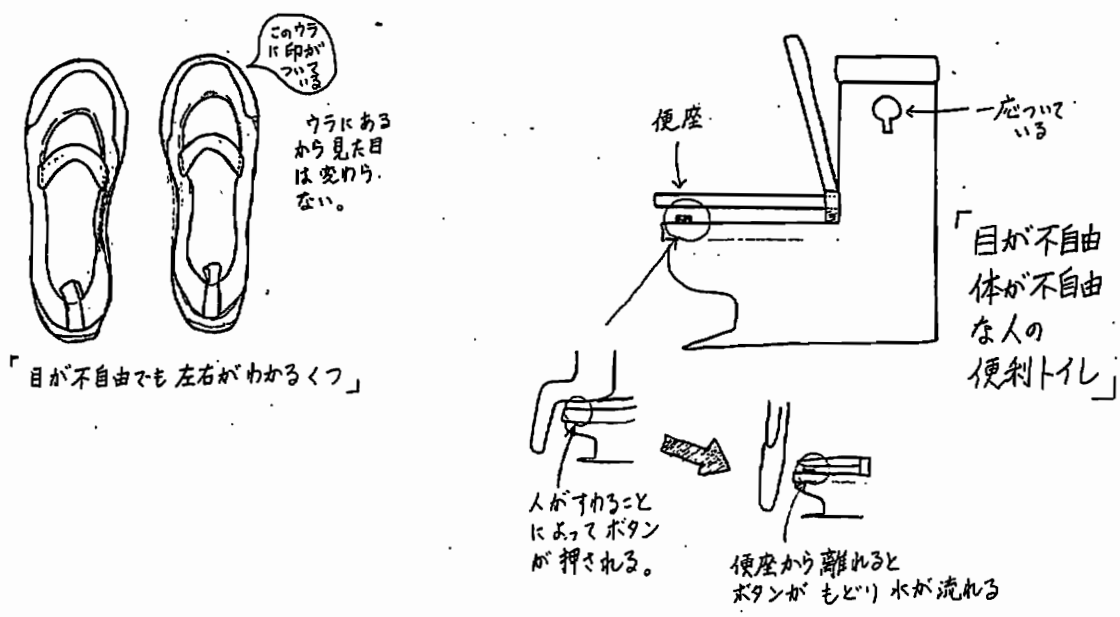 このウラ
に印が
ついて
いる
ウラにある
から見た目
は変わら
ない。
「目が不自由でも左右がわかるくつ」
便座
一応ついて
いる
「目が不自由
体が不自由
な人の
便利トイレ」
人がすわること
によってボタン
が押される。
便座から離れると
ボタンがもどり水が流れる